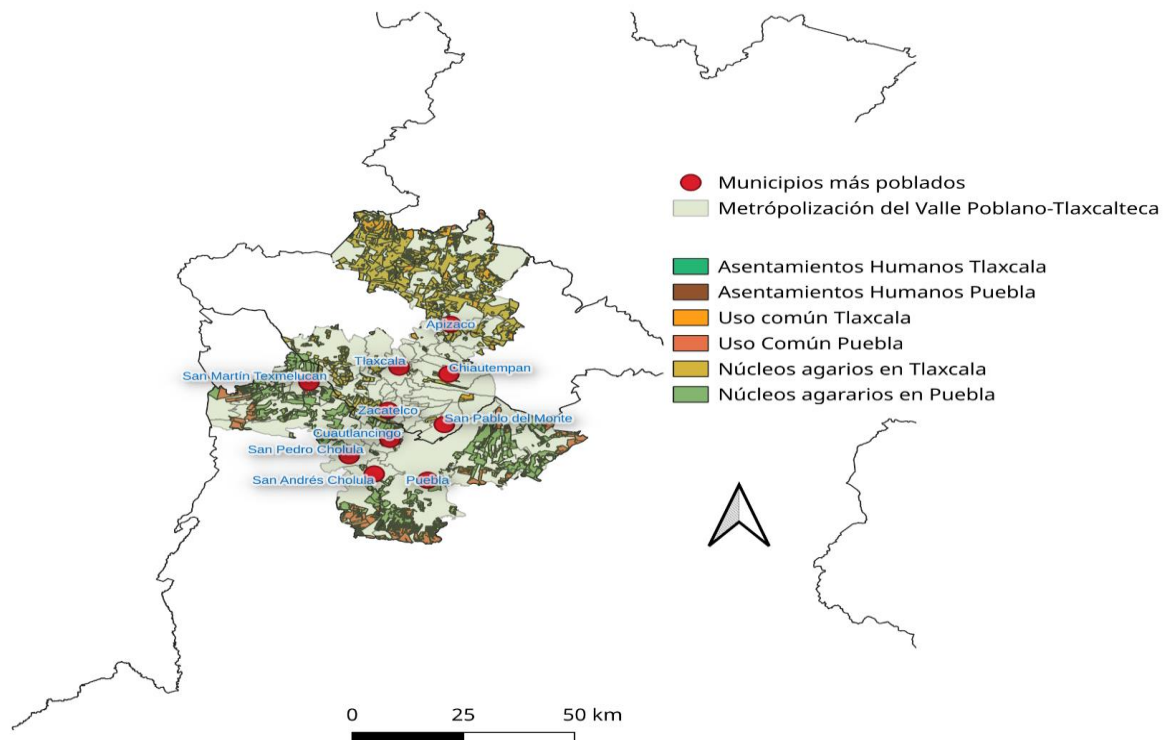 Municipios más poblados
Metrópolización del Valle Poblano-Tlaxcalteca
Asentamientos Humanos Tlaxcala
Asentamientos Humanos Puebla
Uso común Tlaxcala
Uso Común Puebla
Núcleos agarios en Tlaxcala
Núcleos agararios en Puebla
Apizaco
Tlaxcala
Chiautempan
San Martín Texmelucan
Zacatelco
San Pablo del Monte
Cuautlancingo
San Pedro Cholula
San Andrés Cholula
Puebla
0 25 50 km